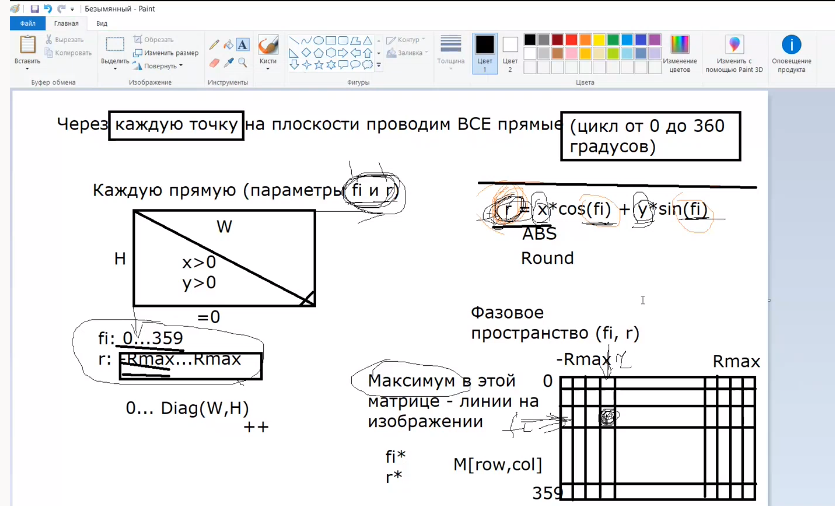 Безымянный - Paint
Файл
Главная
Вид
Вставить
Вырезать
Копировать
Буфер обмена
Выделить
Обрезать
Изменить размер
Повернуть
Изображение
A
Инструменты
Кисти
Контур
Заливка
Фигуры
Толщина
Цвет
1
Цвет
2
Цвета
Изменение
цветов
Изменить с
помощью Paint 3D
Оповещение
продукта
Через каждую точку на плоскости проводим ВСЕ прямые (цикл от 0 до 360
градусов)
Каждую прямую (параметры fi и r)
r = x*cos(fi) + y*sin(fi)
ABS
Round
W
H
x>0
y>0
=0
fi: 0...359
r: -Rmax...Rmax
0... Diag(W,H)
++
Фазовое
пространство (fi, r)
-Rmax
Rmax
0
359
Максимум в этой
матрице - линии на
изображении
fi*
r*
M[row,col]